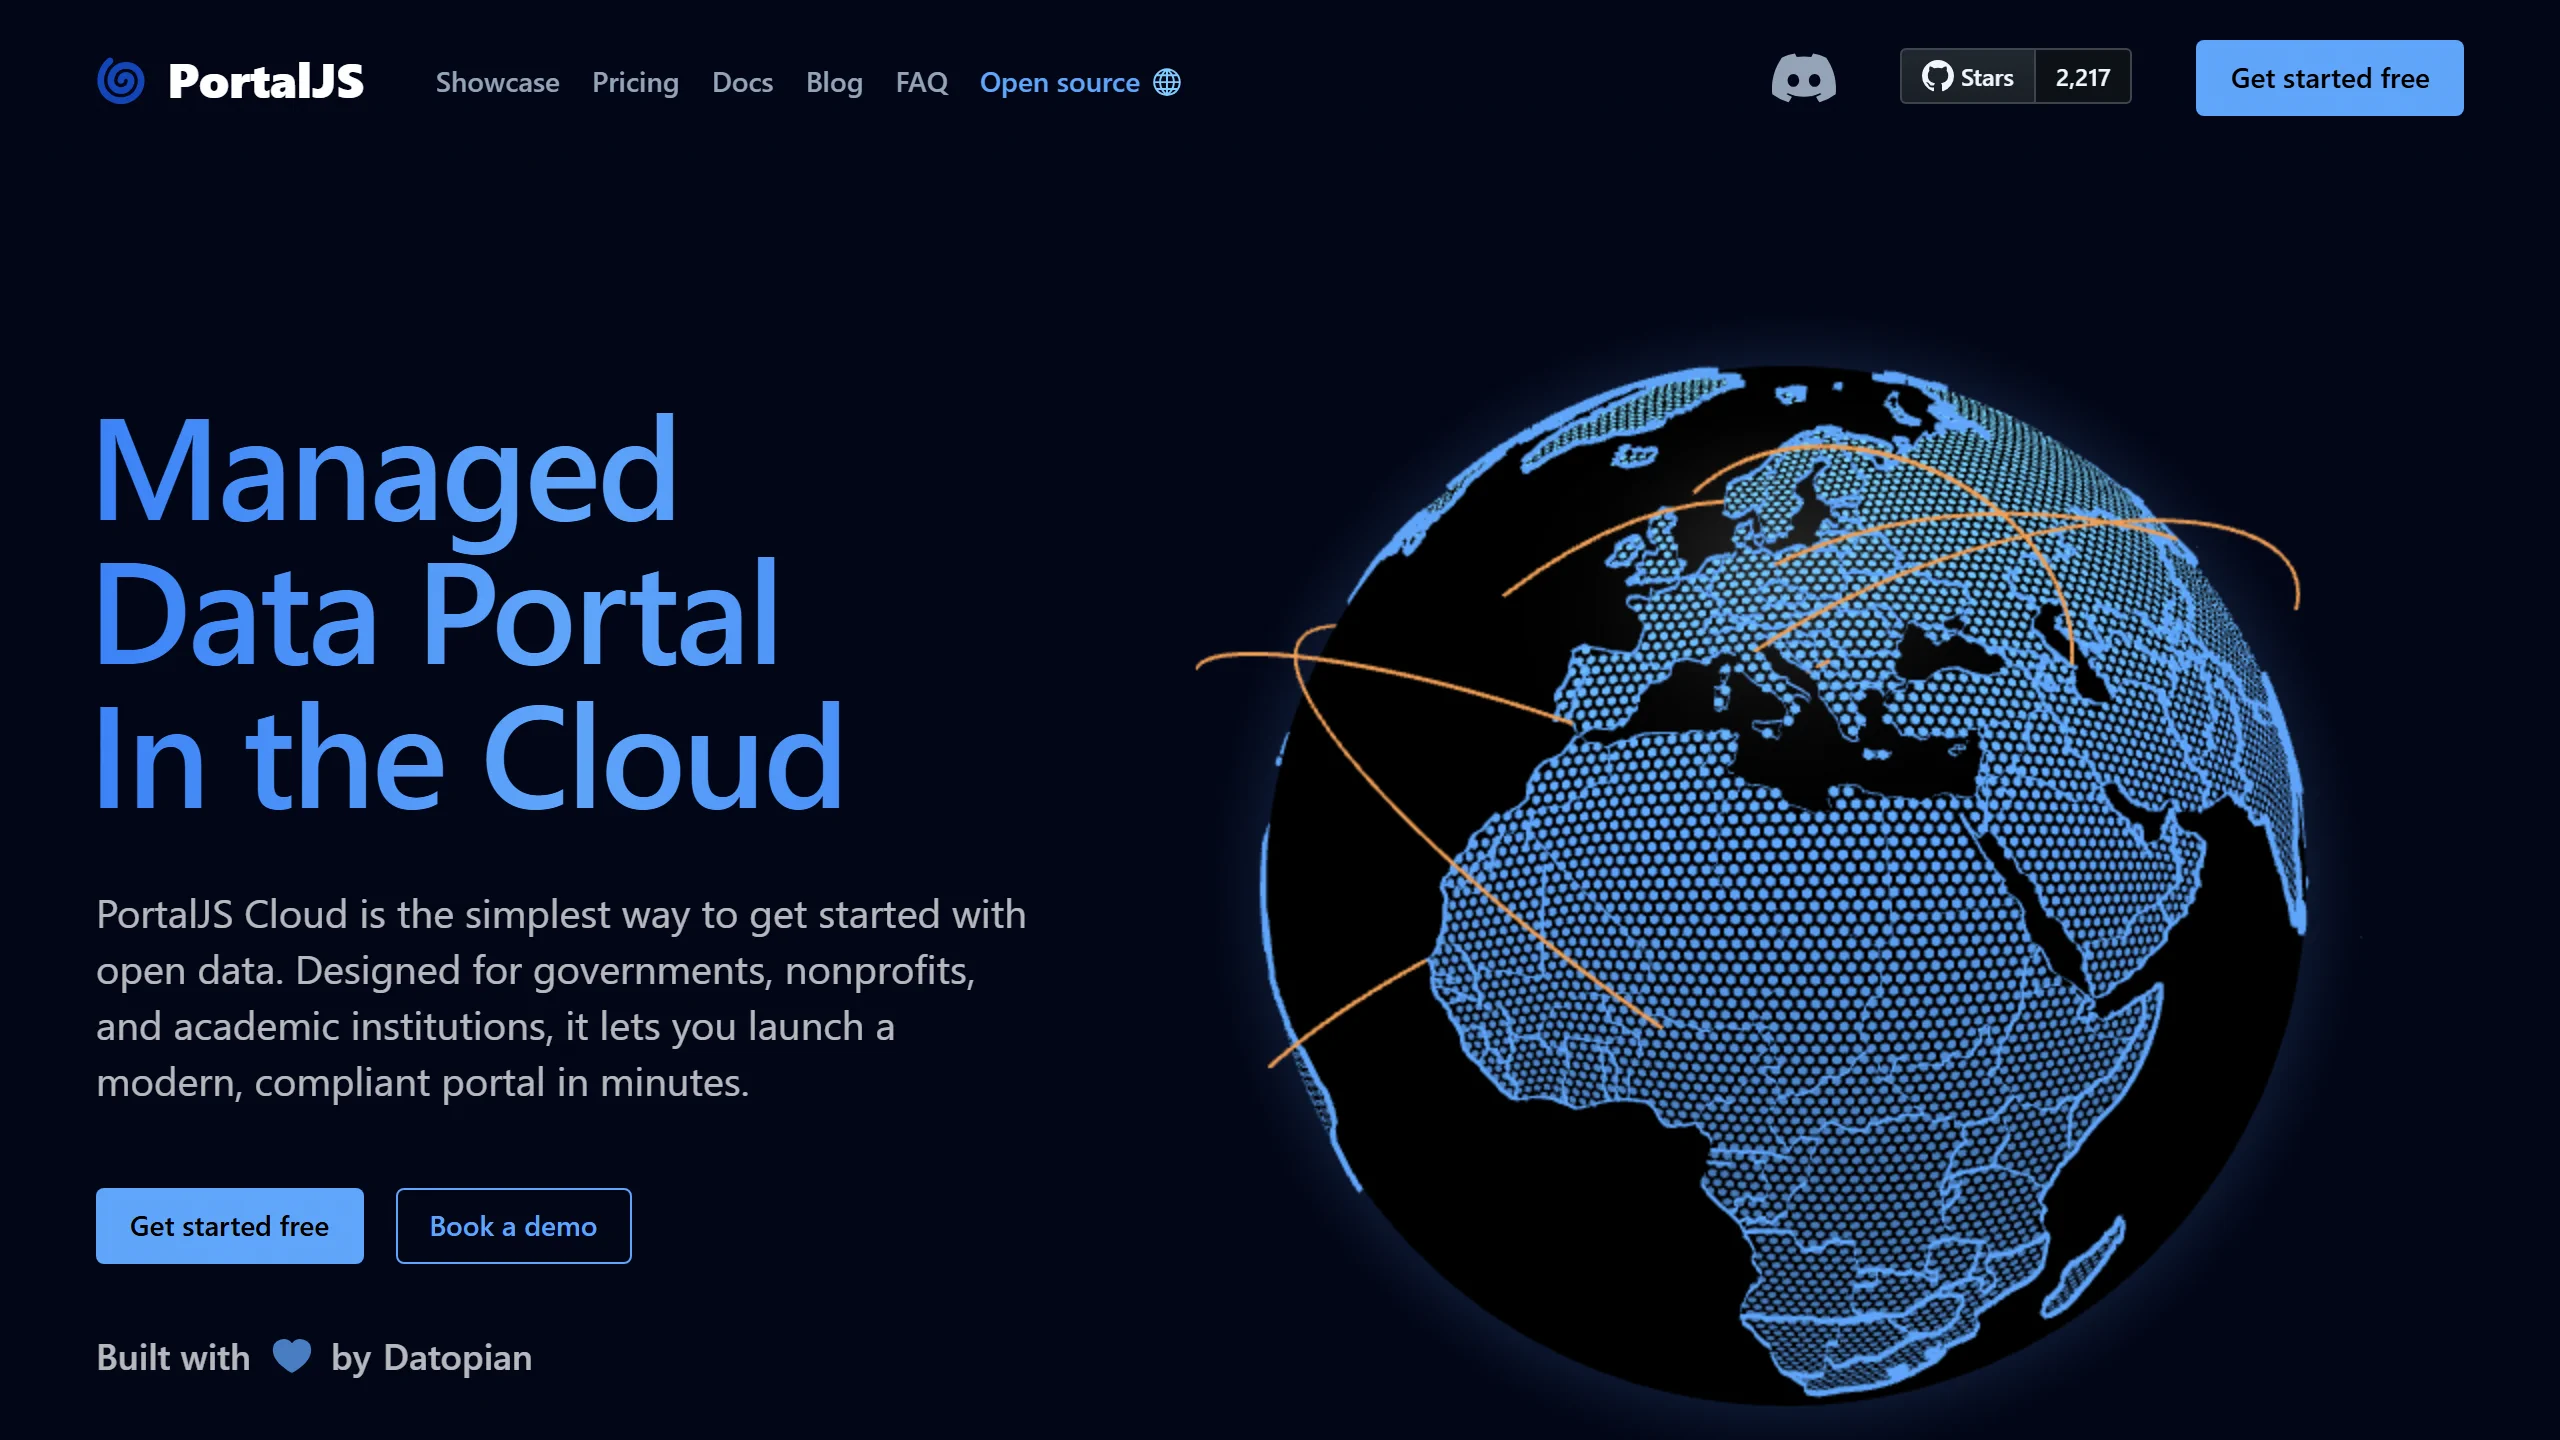 PortalJS
Showcase
Pricing
Docs
Blog
FAQ
Open source
Stars
2,217
Get started free
Managed
Data Portal
In the Cloud
PortalJS Cloud is the simplest way to get started with
open data. Designed for governments, nonprofits,
and academic institutions, it lets you launch a
modern, compliant portal in minutes.
Get started free
Book a demo
Built with by Datopian